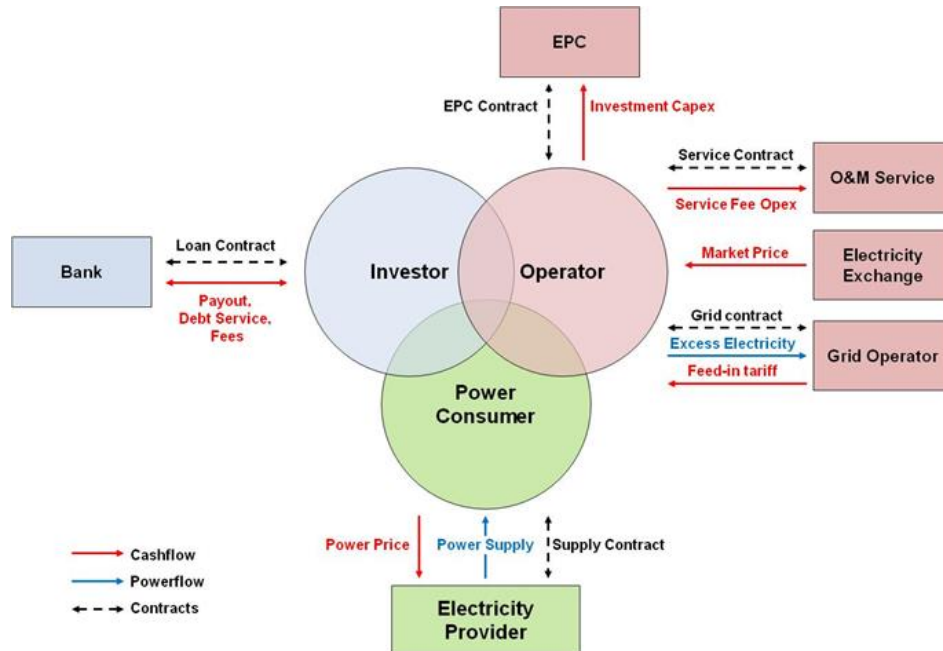 EPC
EPC Contract
Investment Capex
Service Contract
O&M Service
Service Fee Opex
Loan Contract
Bank
Payout,
Debt Service,
Fees
Investor
Operator
Market Price
Electricity
Exchange
Grid contract
Excess Electricity
Grid Operator
Feed-in tariff
Power
Consumer
Power Price
Power Supply
Supply Contract
Cashflow
Powerflow
Contracts
Electricity
Provider